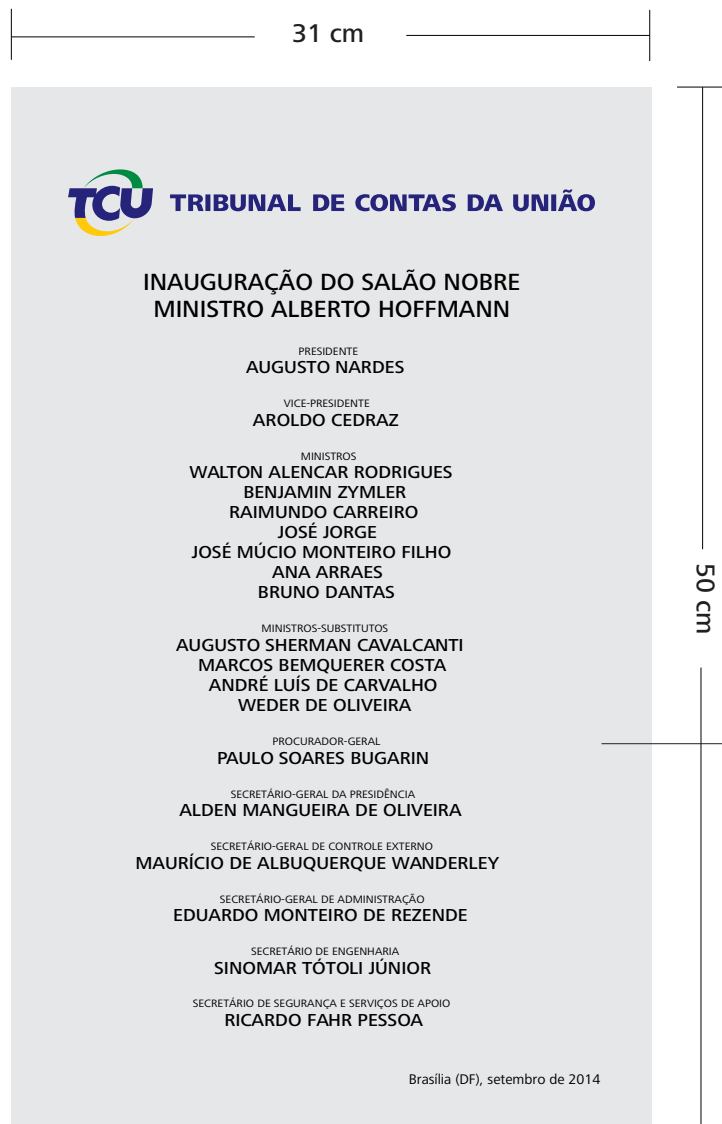 31 cm
TCU TRIBUNAL DE CONTAS DA UNIÃO
INAUGURAÇÃO DO SALÃO NOBRE
MINISTRO ALBERTO HOFFMANN
PRESIDENTE
AUGUSTO NARDES
VICE-PRESIDENTE
AROLDO CEDRAZ
MINISTROS
WALTON ALENCAR RODRIGUES
BENJAMIN ZYMLER
RAIMUNDO CARREIRO
JOSÉ JORGE
JOSÉ MÚCIO MONTEIRO FILHO
ANA ARRAES
BRUNO DANTAS
MINISTROS-SUBSTITUTOS
AUGUSTO SHERMAN CAVALCANTI
MARCOS BEMQUERER COSTA
ANDRÉ LUÍS DE CARVALHO
WEDER DE OLIVEIRA
PROCURADOR-GERAL
PAULO SOARES BUGARIN
SECRETÁRIO-GERAL DA PRESIDÊNCIA
ALDEN MANGUEIRA DE OLIVEIRA
SECRETÁRIO-GERAL DE CONTROLE EXTERNO
MAURÍCIO DE ALBUQUERQUE WANDERLEY
SECRETÁRIO-GERAL DE ADMINISTRAÇÃO
EDUARDO MONTEIRO DE REZENDE
SECRETÁRIO DE ENGENHARIA
SINOMAR TÓTOLI JÚNIOR
SECRETÁRIO DE SEGURANÇA E SERVIÇOS DE APOIO
RICARDO FAHR PESSOA
Brasília (DF), setembro de 2014
50 cm